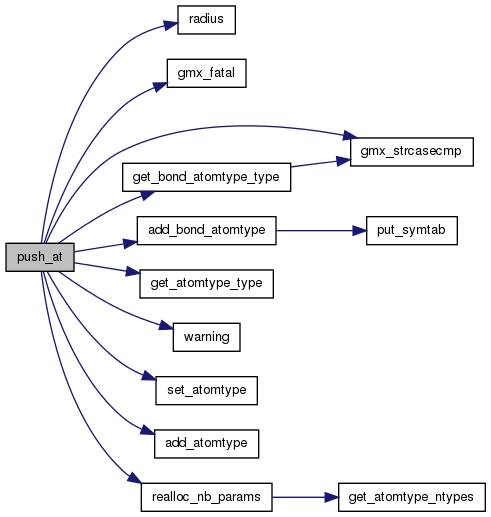 radius
gmx_fatal
gmx_strcasecmp
get_bond_atomtype_type
add_bond_atomtype
put_symtab
push_at
get_atomtype_type
warning
set_atomtype
add_atomtype
realloc_nb_params
get_atomtype_ntypes